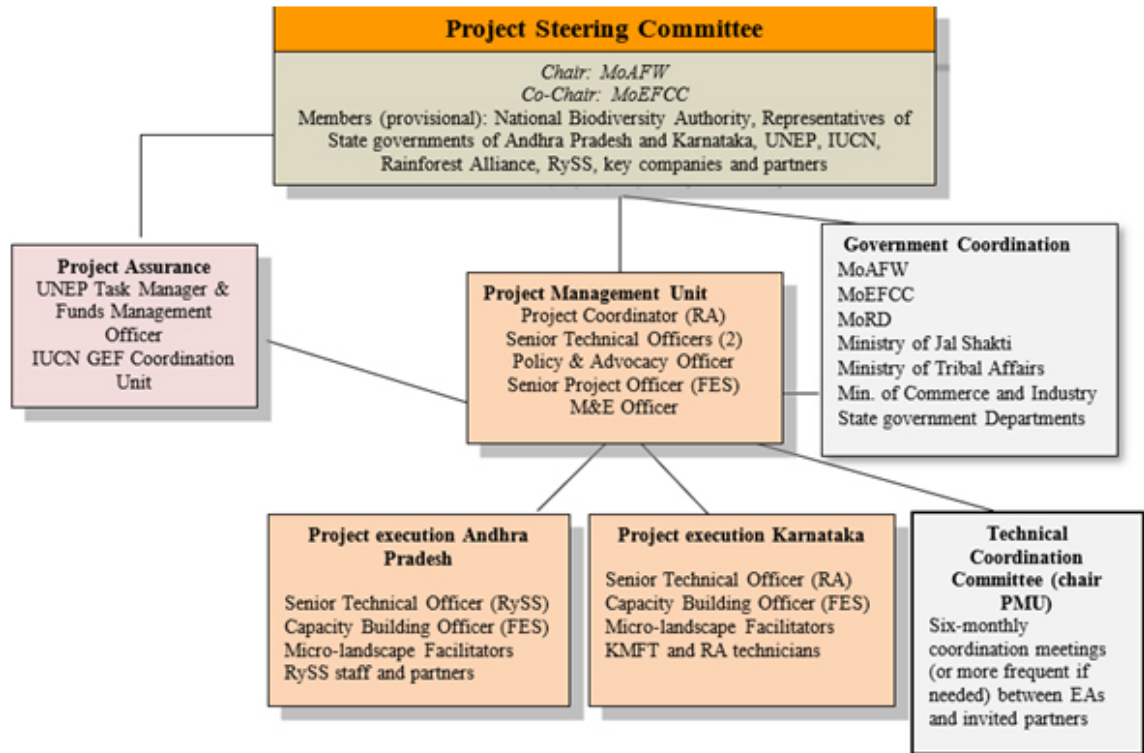 Project Steering Committee
Chair: MoAFW
Co-Chair: MoEFCC
Members (provisional): National Biodiversity Authority, Representatives of
State governments of Andhra Pradesh and Karnataka, UNEP, IUCN,
Rainforest Alliance, RySS, key companies and partners
Project Assurance
UNEP Task Manager &
Funds Management
Officer
IUCN GEF Coordination
Unit
Project Management Unit
Project Coordinator (RA)
Senior Technical Officers (2)
Policy & Advocacy Officer
Senior Project Officer (FES)
M&E Officer
Government Coordination
MoAFW
MoEFCC
MoRD
Ministry of Jal Shakti
Ministry of Tribal Affairs
Min. of Commerce and Industry
State government Departments
Project execution Andhra
Pradesh
Senior Technical Officer (RySS)
Capacity Building Officer (FES)
Micro-landscape Facilitators
RySS staff and partners
Project execution Karnataka
Senior Technical Officer (RA)
Capacity Building Officer (FES)
Micro-landscape Facilitators
KMFT and RA technicians
Technical
Coordination
Committee (chair
PMU)
Six-monthly
coordination meetings
(or more frequent if
needed) between EAs
and invited partners